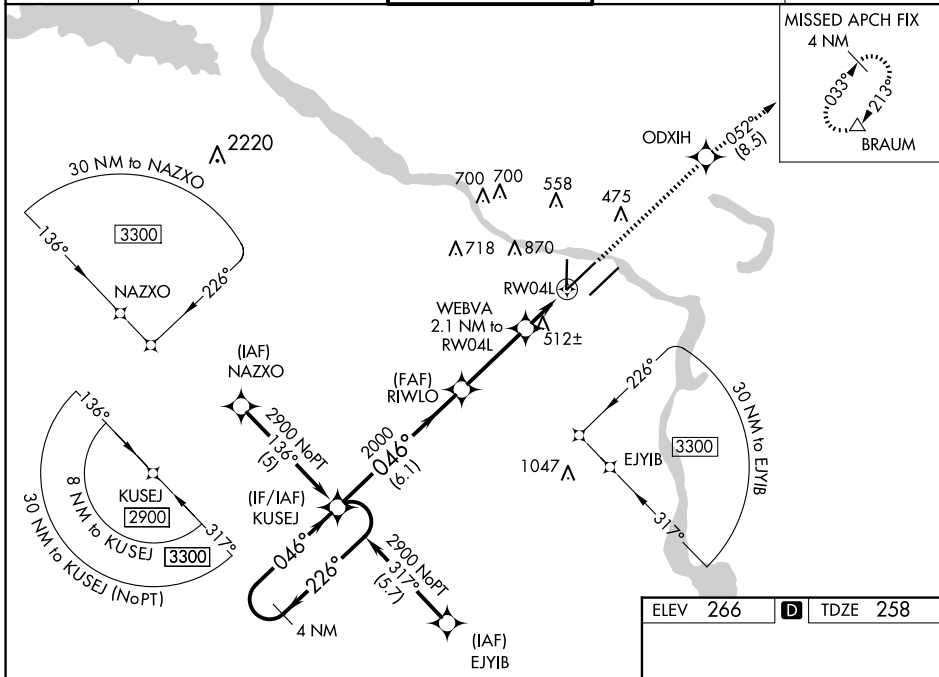 MISSED APCH FIX
4 NM
033°
213°
BRAUM
ODXIH
052°
(8.5)
2220
30 NM to NAZXO
3300
136°
226°
NAZXO
700
700
558
475
718
870
RW04L
WEBVA
2.1 NM to
RW04L
512±
(FAF)
RIWLO
(IAF)
NAZXO
2900 NoPT
136°
(5)
2000
046°
(6.1)
226°
30 NM to EJYIB
3300
EJYIB
317°
1047
136°
KUSEJ
2900
8 NM to KUSEJ
3300
317°
30 NM to KUSEJ (NoPT)
(IF/IAF)
KUSEJ
046°
226°
4 NM
2900 NoPT
317°
(5.7)
(IAF)
EJYIB
ELEV 266 D TDZE 258